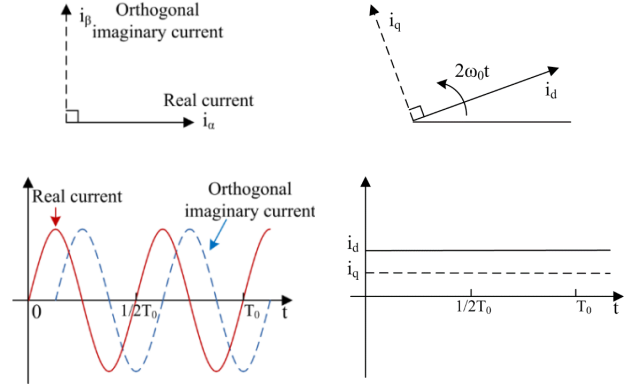 iβ
Orthogonal
imaginary current
Real current
iα
iq
2ω₀t
id
Real current
Orthogonal
imaginary current
0
1/2T₀
T₀
t
id
iq
1/2T₀
T₀
t